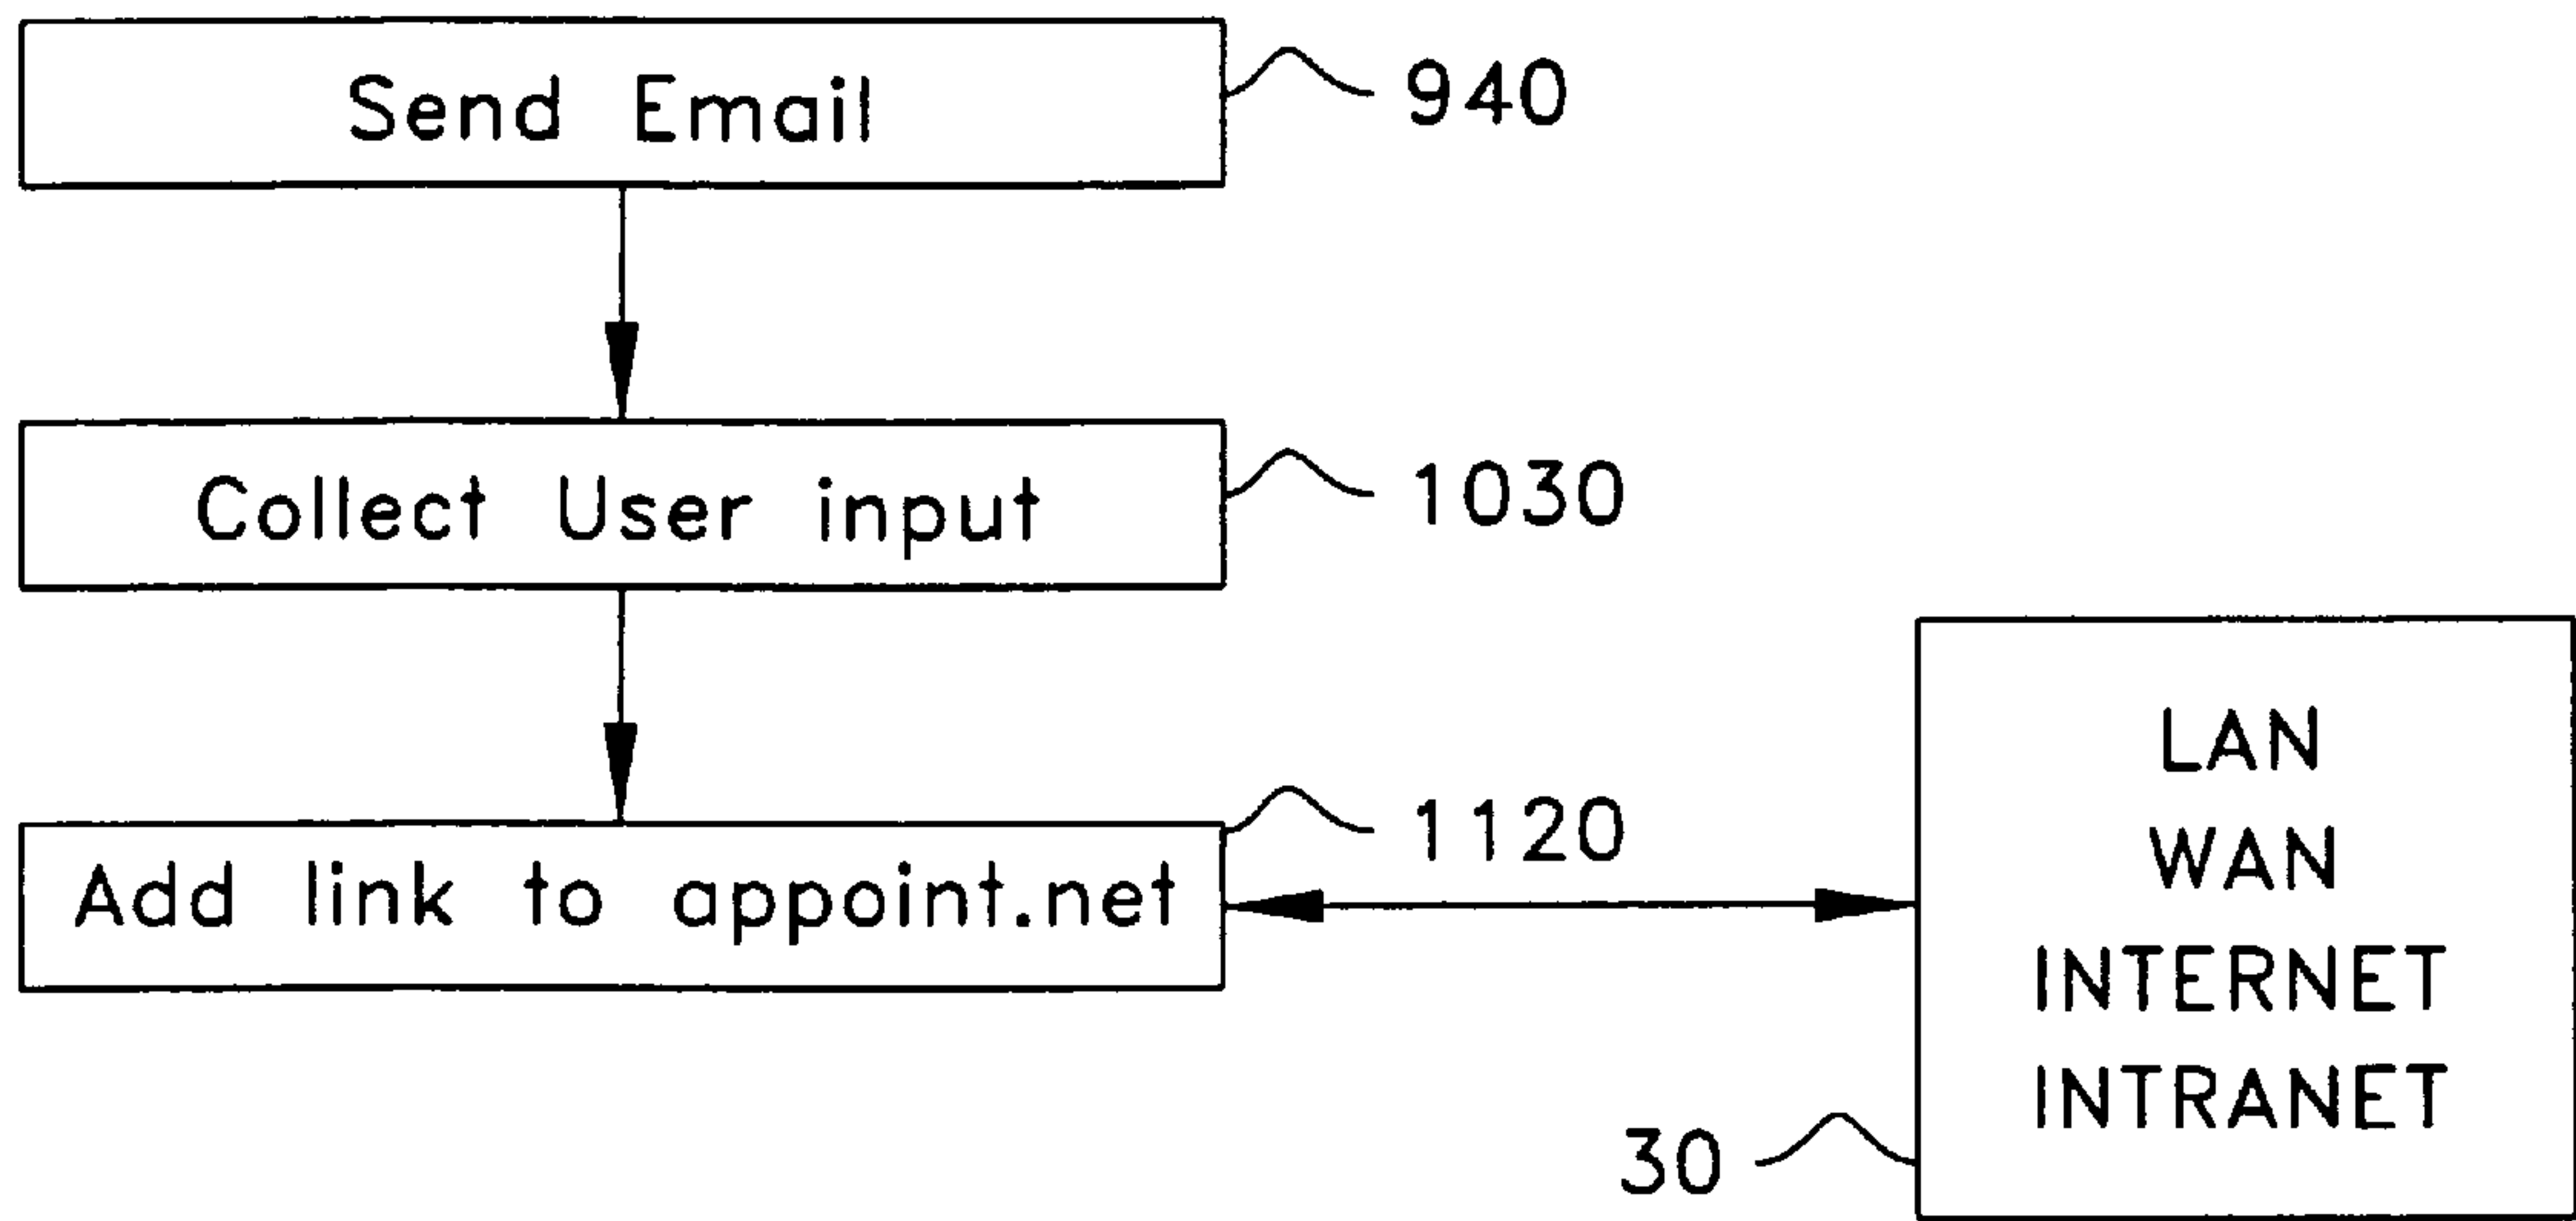 Send Email
940
Collect User input
1030
Add link to appoint.net
1120
LAN
WAN
INTERNET
INTRANET
30